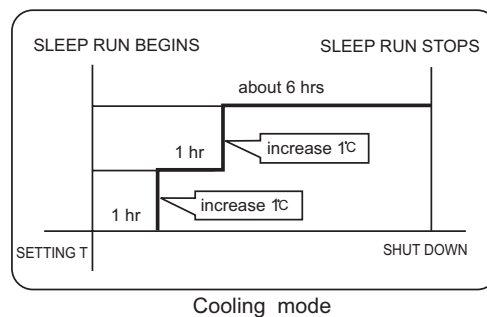 SLEEP RUN BEGINS
SLEEP RUN STOPS
about 6 hrs
1 hr
increase 1℃
1 hr
increase 1℃
SETTING T
SHUT DOWN
Cooling mode